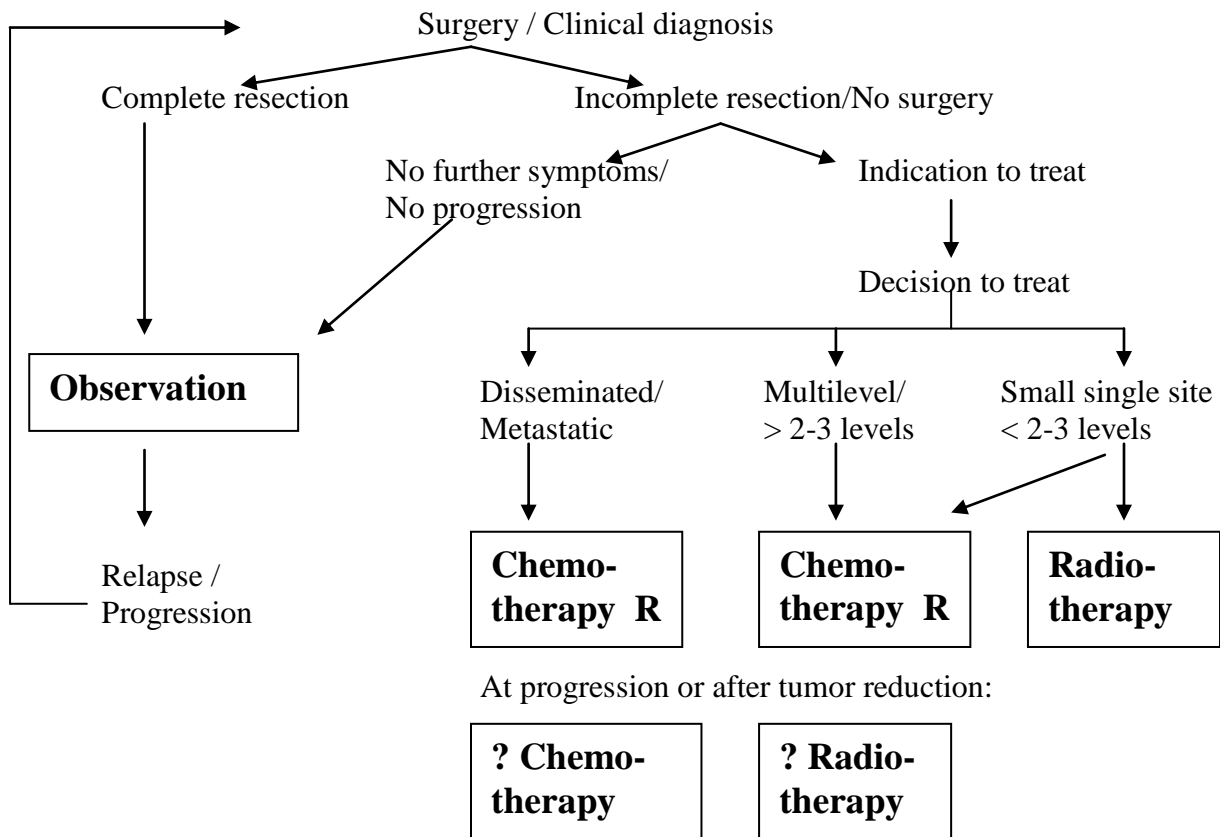 Surgery / Clinical diagnosis
Complete resection
Incomplete resection/No surgery
No further symptoms/
No progression
Indication to treat
Decision to treat
Observation
Disseminated/
Metastatic
Multilevel/
> 2-3 levels
Small single site
< 2-3 levels
Relapse /
Progression
Chemo-
therapy  R
Chemo-
therapy  R
Radio-
therapy
At progression or after tumor reduction:
? Chemo-
therapy
? Radio-
therapy